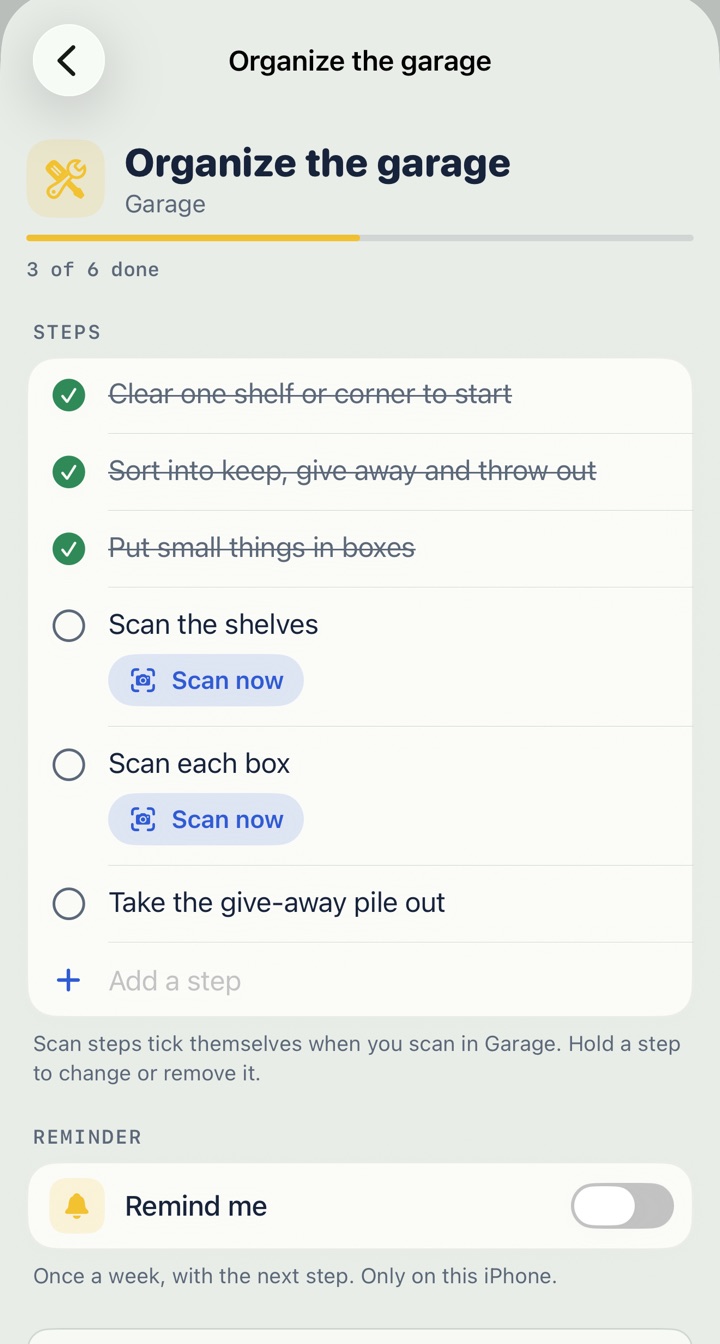 Organize the garage
Organize the garage
Garage
3 of 6 done
STEPS
Clear one shelf or corner to start
Sort into keep, give away and throw out
Put small things in boxes
Scan the shelves
Scan now
Scan each box
Scan now
Take the give-away pile out
Add a step
Scan steps tick themselves when you scan in Garage. Hold a step
to change or remove it.
REMINDER
Remind me
Once a week, with the next step. Only on this iPhone.